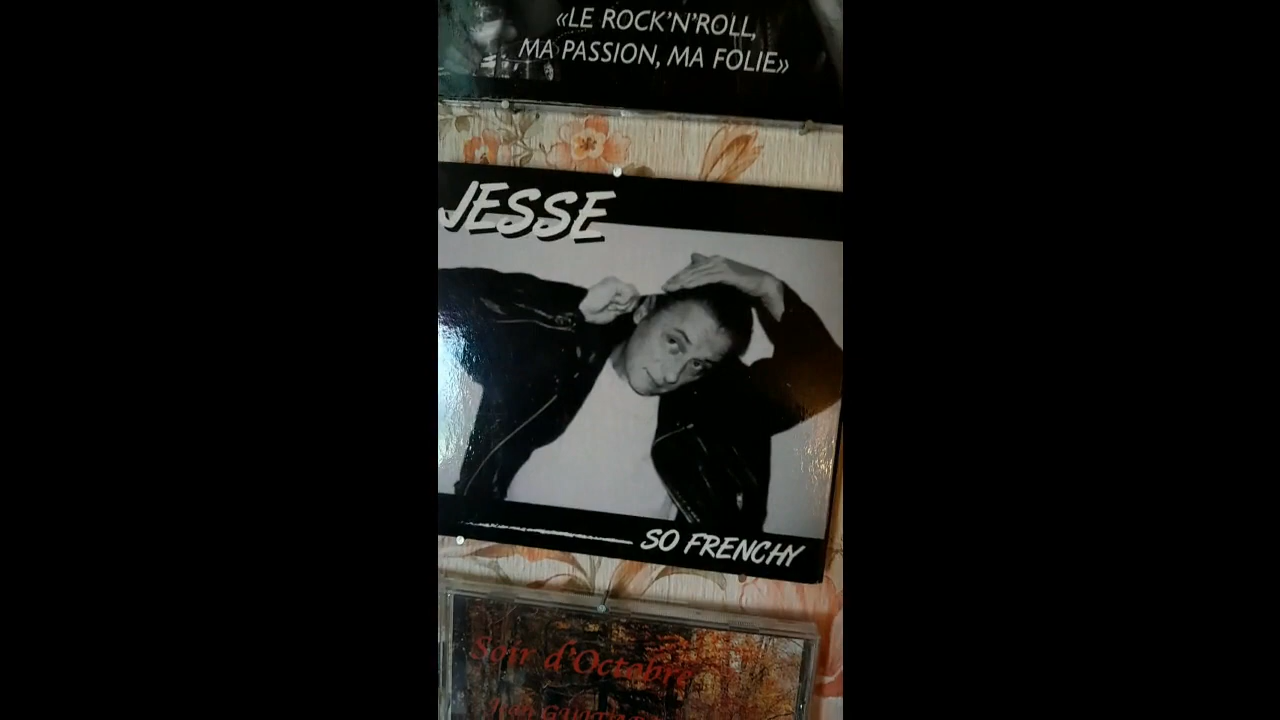 «LE ROCK'N'ROLL,
MA PASSION, MA FOLIE»
JESSE
SO FRENCHY
Soir d'Octobre